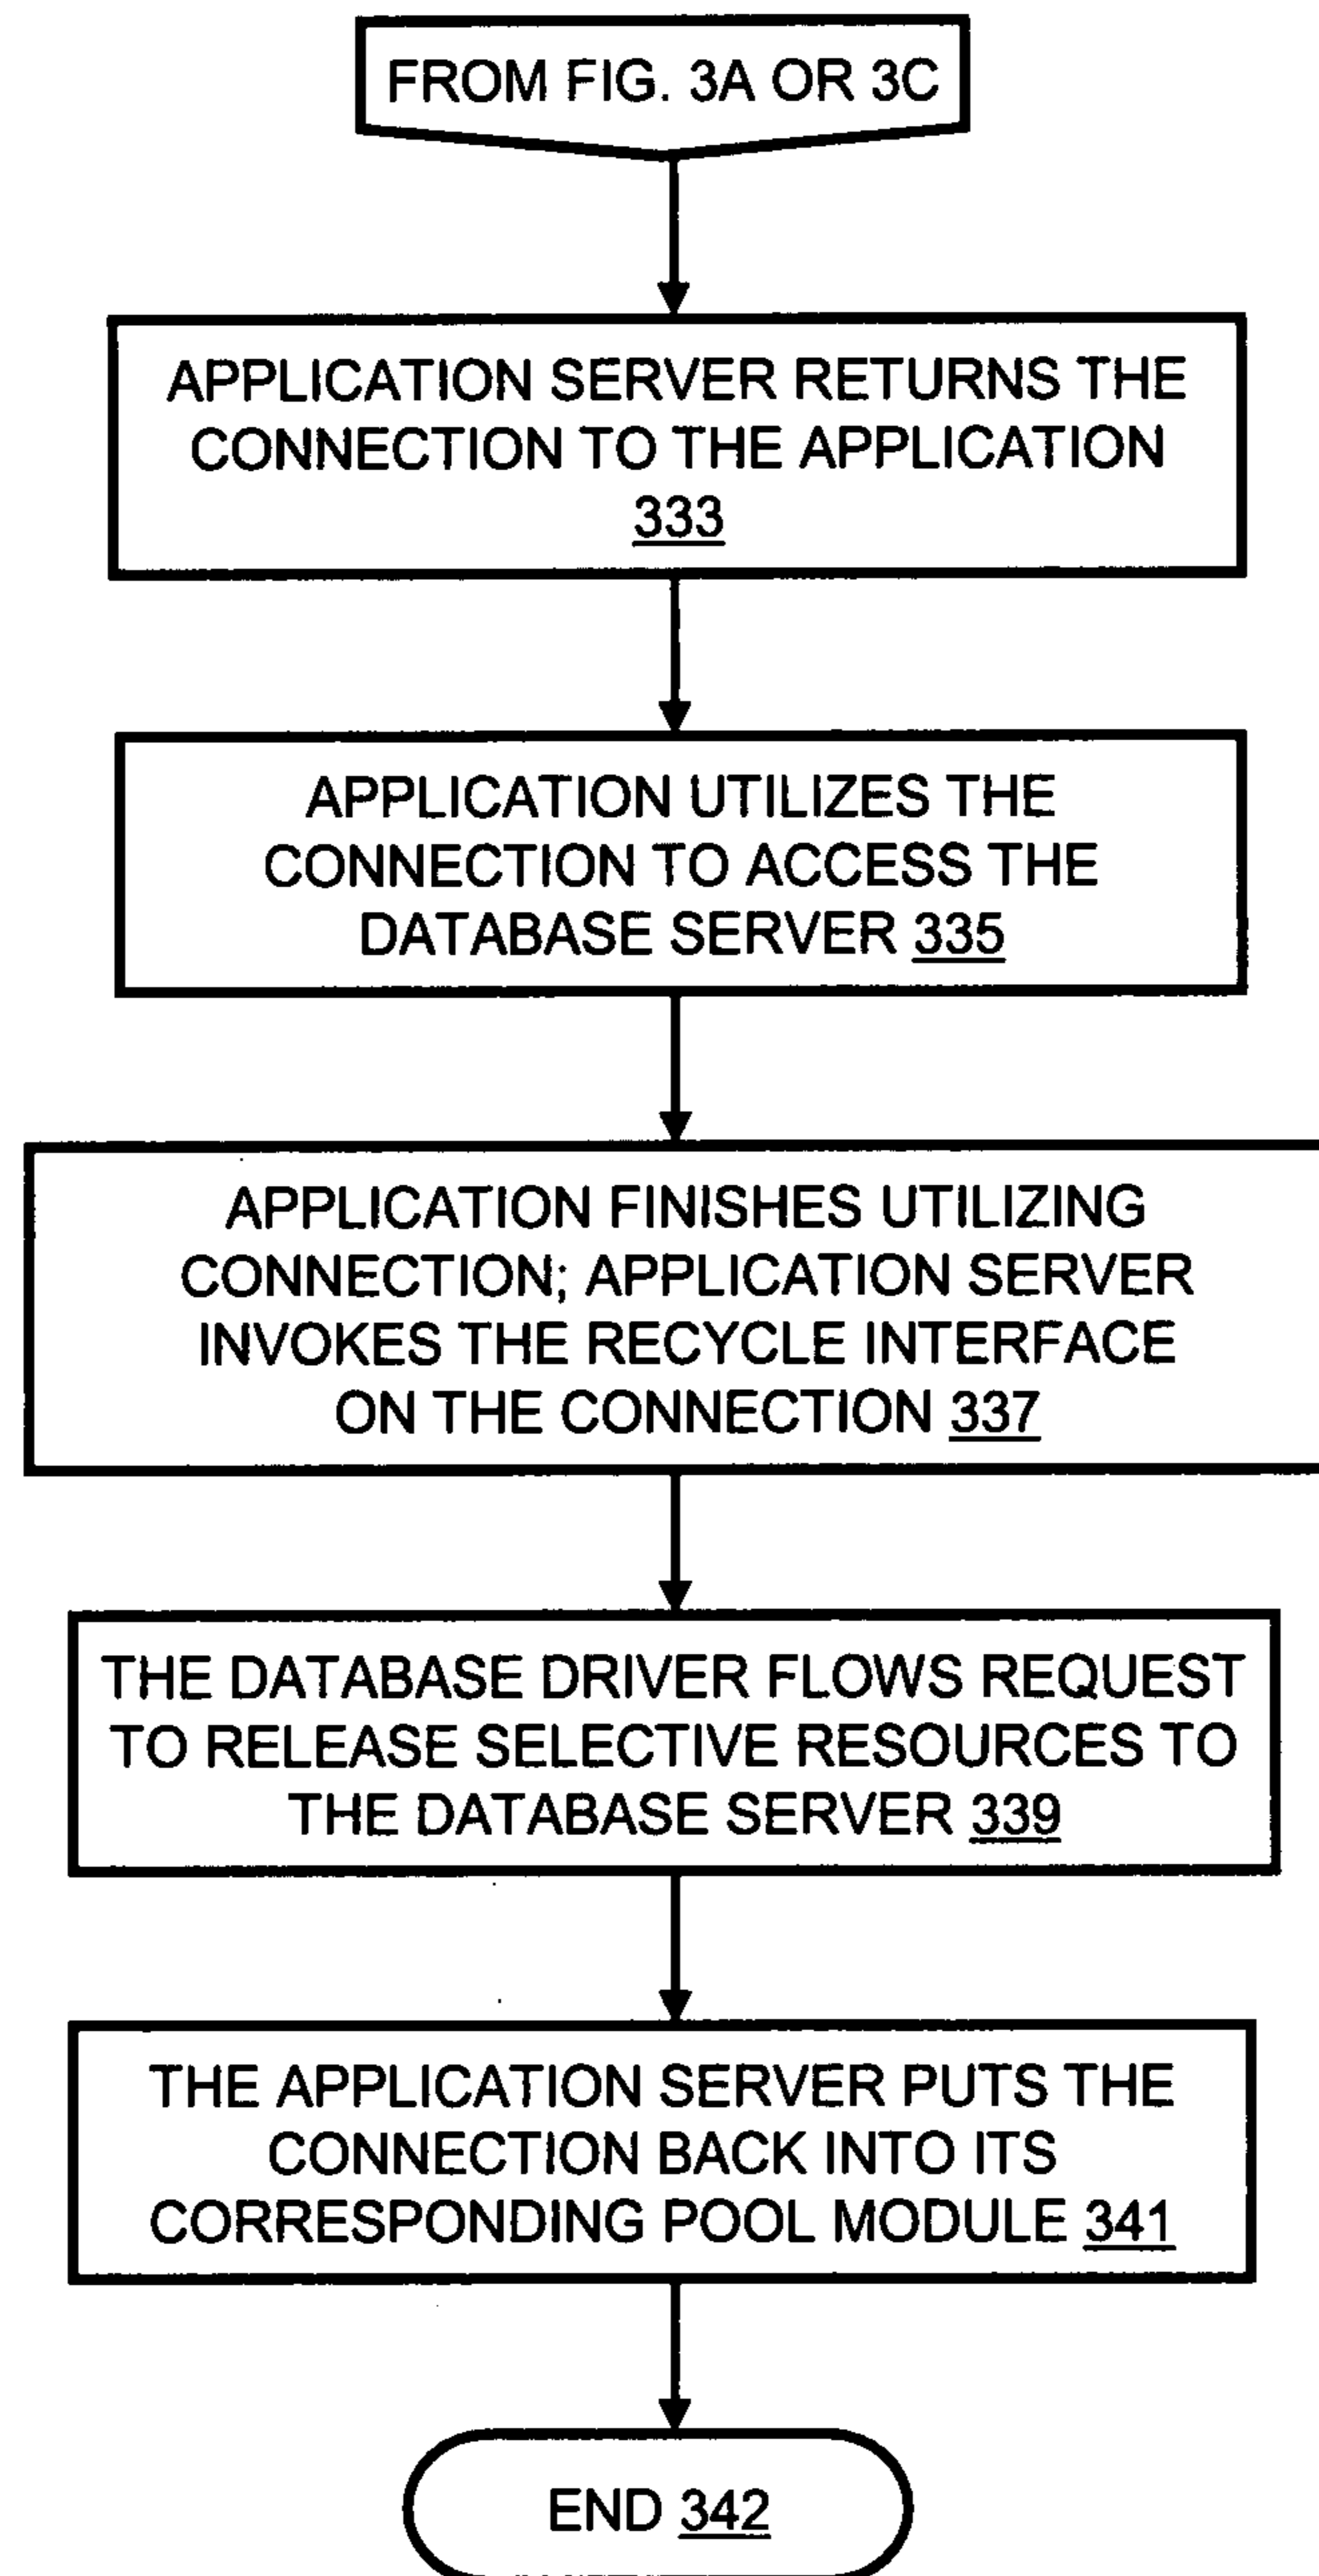 FROM FIG. 3A OR 3C
APPLICATION SERVER RETURNS THE
CONNECTION TO THE APPLICATION
333
APPLICATION UTILIZES THE
CONNECTION TO ACCESS THE
DATABASE SERVER 335
APPLICATION FINISHES UTILIZING
CONNECTION; APPLICATION SERVER
INVOKES THE RECYCLE INTERFACE
ON THE CONNECTION 337
THE DATABASE DRIVER FLOWS REQUEST
TO RELEASE SELECTIVE RESOURCES TO
THE DATABASE SERVER 339
THE APPLICATION SERVER PUTS THE
CONNECTION BACK INTO ITS
CORRESPONDING POOL MODULE 341
END 342